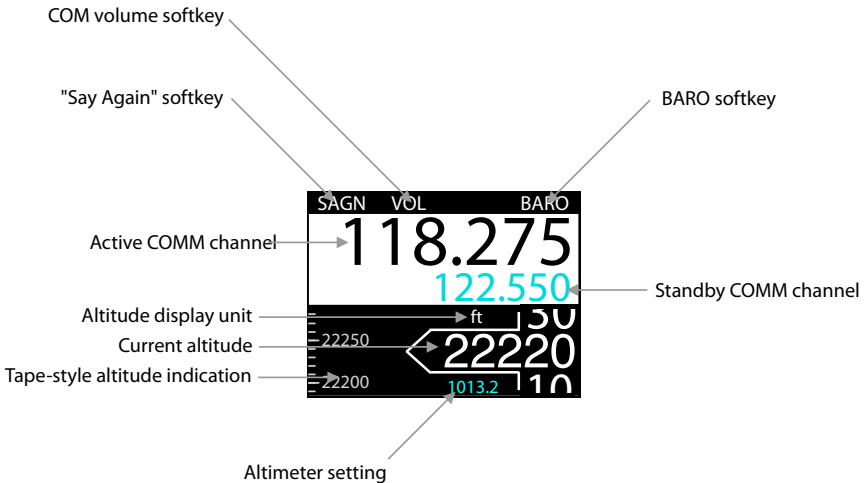 COM volume softkey
"Say Again" softkey
BARO softkey
SAGN VOL BARO
Active COMM channel
118.275
122.550
Standby COMM channel
Altitude display unit
ft
30
Current altitude
22250
22220
Tape-style altitude indication
22200
1013.2
10
Altimeter setting